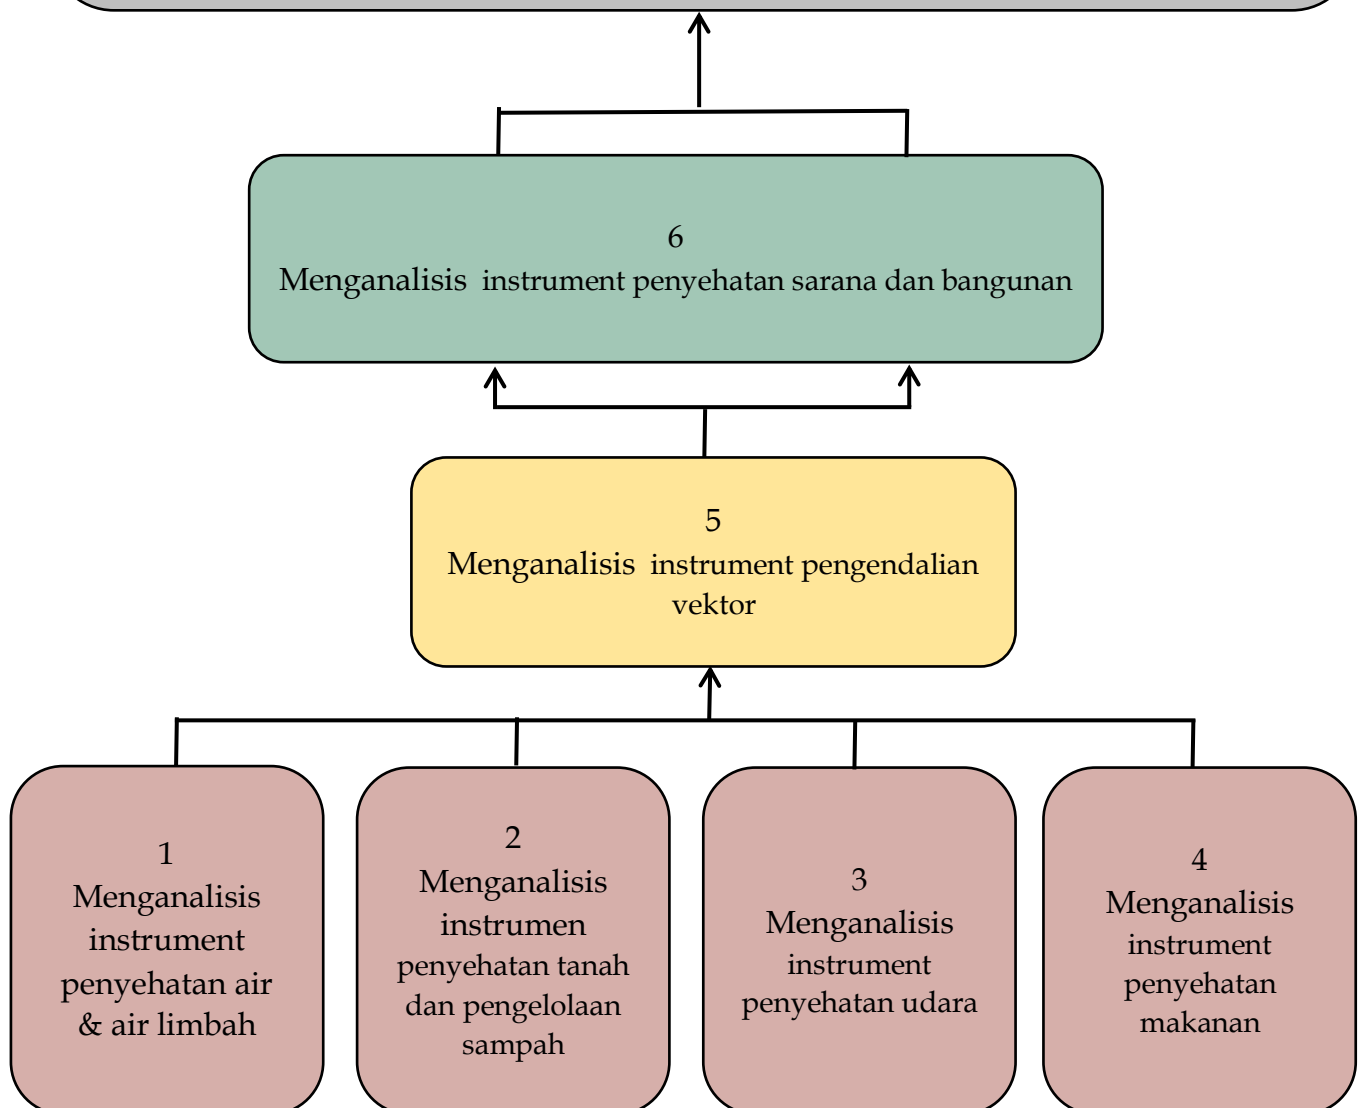 6
Menganalisis instrument penyehatan sarana dan bangunan
5
Menganalisis instrument pengendalian
vektor
1
Menganalisis
instrument
penyehatan air
& air limbah
2
Menganalisis
instrumen
penyehatan tanah
dan pengelolaan
sampah
3
Menganalisis
instrument
penyehatan udara
4
Menganalisis
instrument
penyehatan
makanan